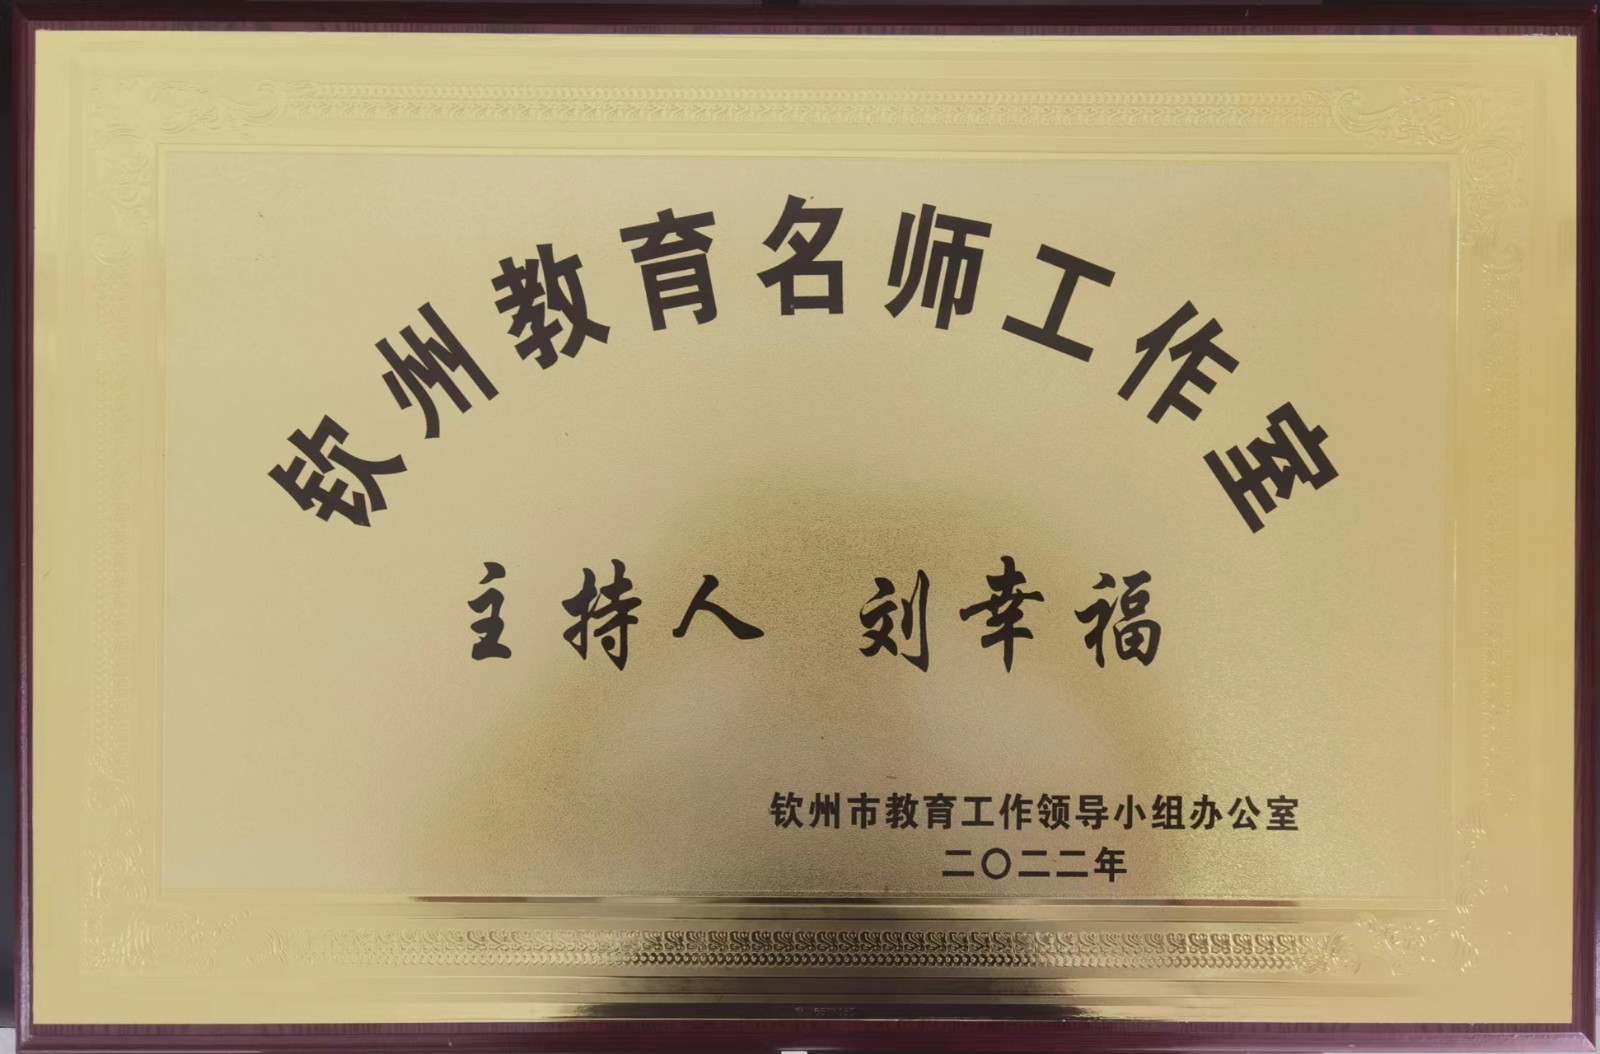 钦州教育名师工作室
主持人 刘幸福
钦州市教育工作领导小组办公室
二〇二二年